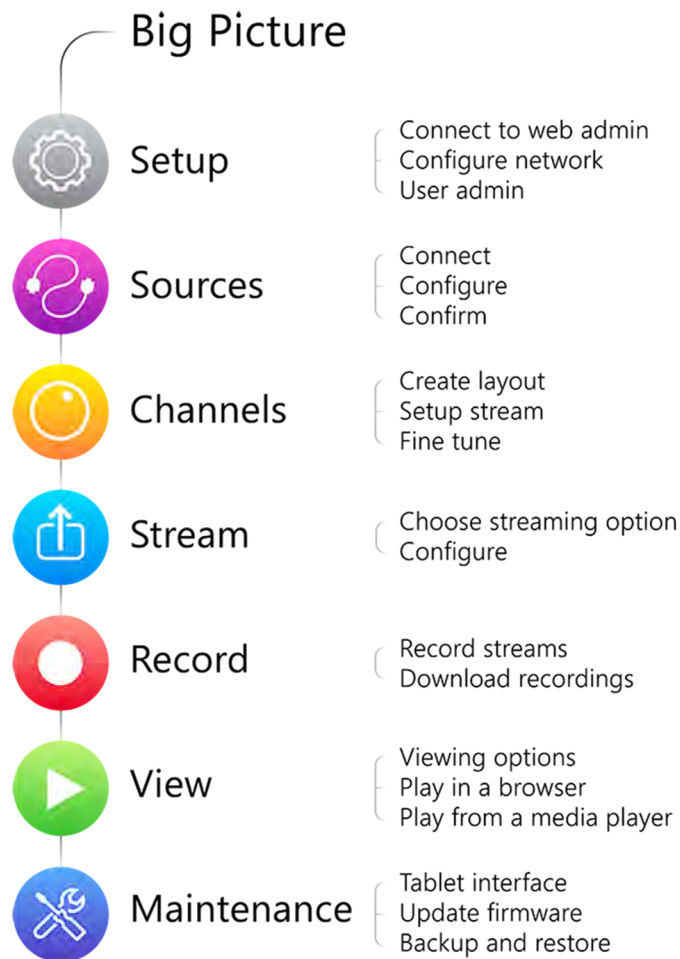 Big Picture
Setup
Connect to web admin
Configure network
User admin
Sources
Connect
Configure
Confirm
Channels
Create layout
Setup stream
Fine tune
Stream
Choose streaming option
Configure
Record
Record streams
Download recordings
View
Viewing options
Play in a browser
Play from a media player
Maintenance
Tablet interface
Update firmware
Backup and restore